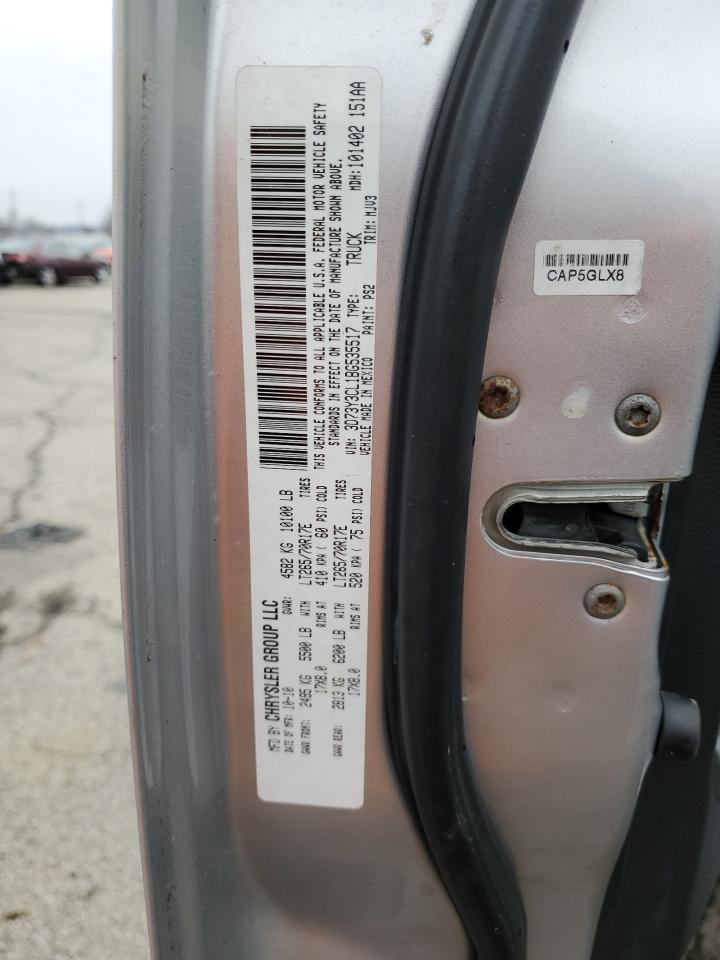 MFD BY CHRYSLER GROUP LLC
DATE OF MFR: 10-10 GVWR: 4582 KG 10100 LB
GAWR FRONT: 2495 KG 5500 LB WITH LT265/70R17E TIRES
17X8.0 RIMS AT 410 KPA ( 60 PSI) COLD
GAWR REAR: 2813 KG 6200 LB WITH LT265/70R17E TIRES
17X8.0 RIMS AT 520 KPA ( 75 PSI) COLD
THIS VEHICLE CONFORMS TO ALL APPLICABLE U.S.A. FEDERAL MOTOR VEHICLE SAFETY
STANDARDS IN EFFECT ON THE DATE OF MANUFACTURE SHOWN ABOVE.
VIN: 3D73Y3CL1BG535517 TYPE: TRUCK MDH: 101402 151AA
VEHICLE MADE IN MEXICO PAINT: PS2 TRIM: MJV3
CAP5GLX8